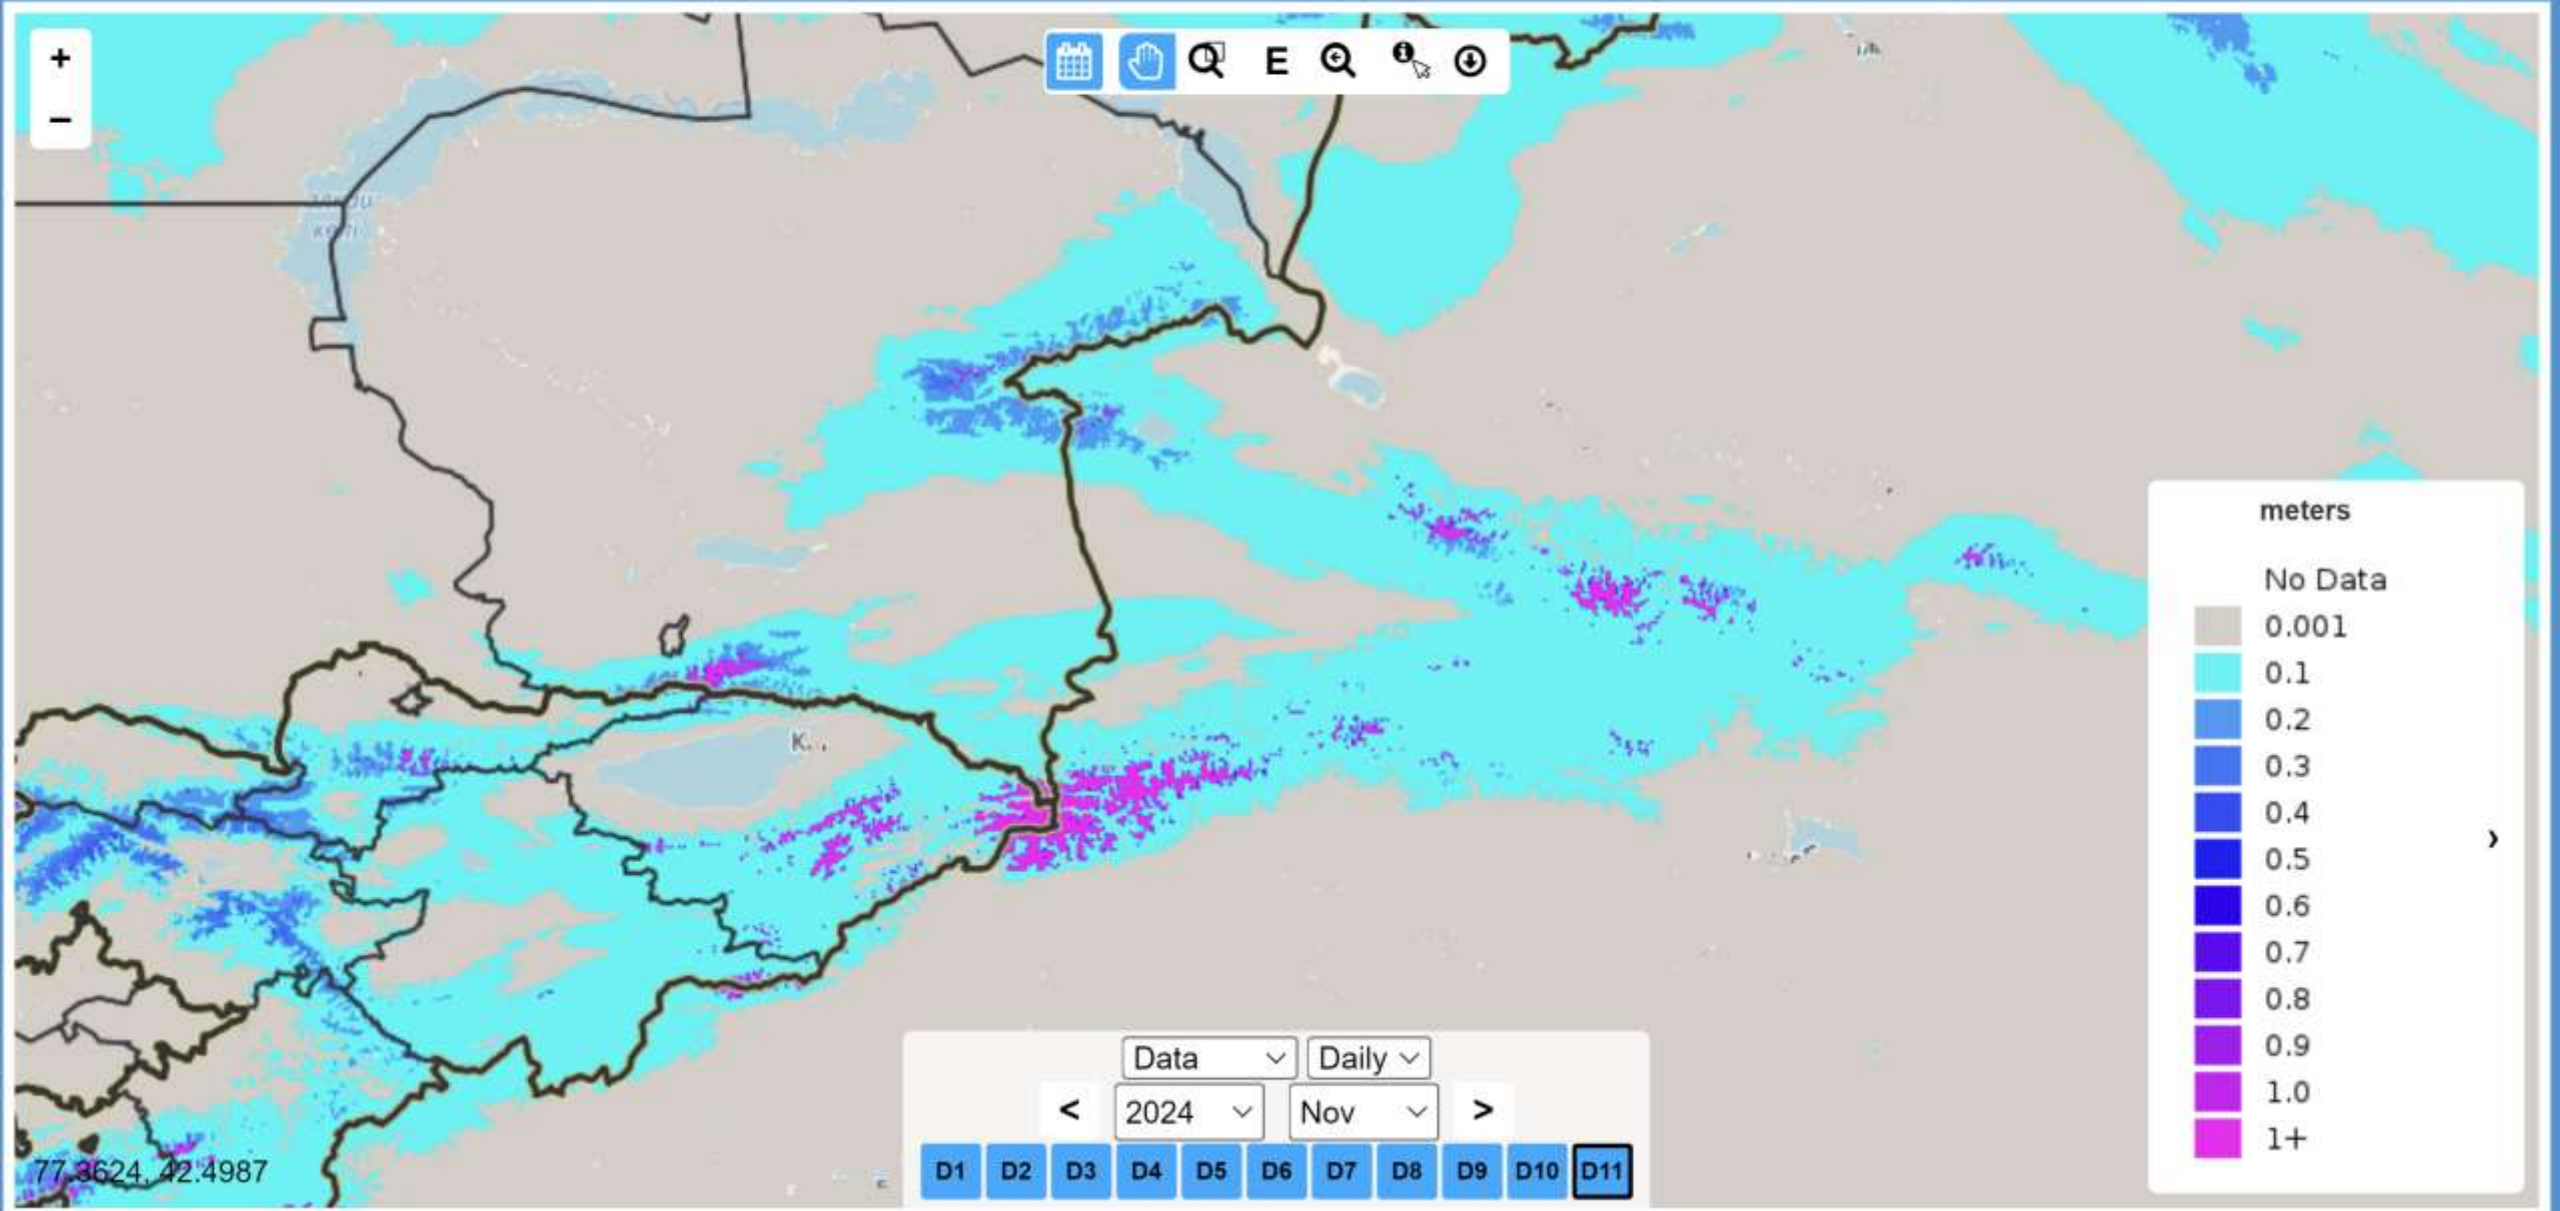 +
−
E
meters
No Data
0.001
0.1
0.2
0.3
0.4
0.5
0.6
0.7
0.8
0.9
1.0
1+
›
K.
Data Daily
< 2024 Nov >
D1 D2 D3 D4 D5 D6 D7 D8 D9 D10 D11
77.3624, 42.4987